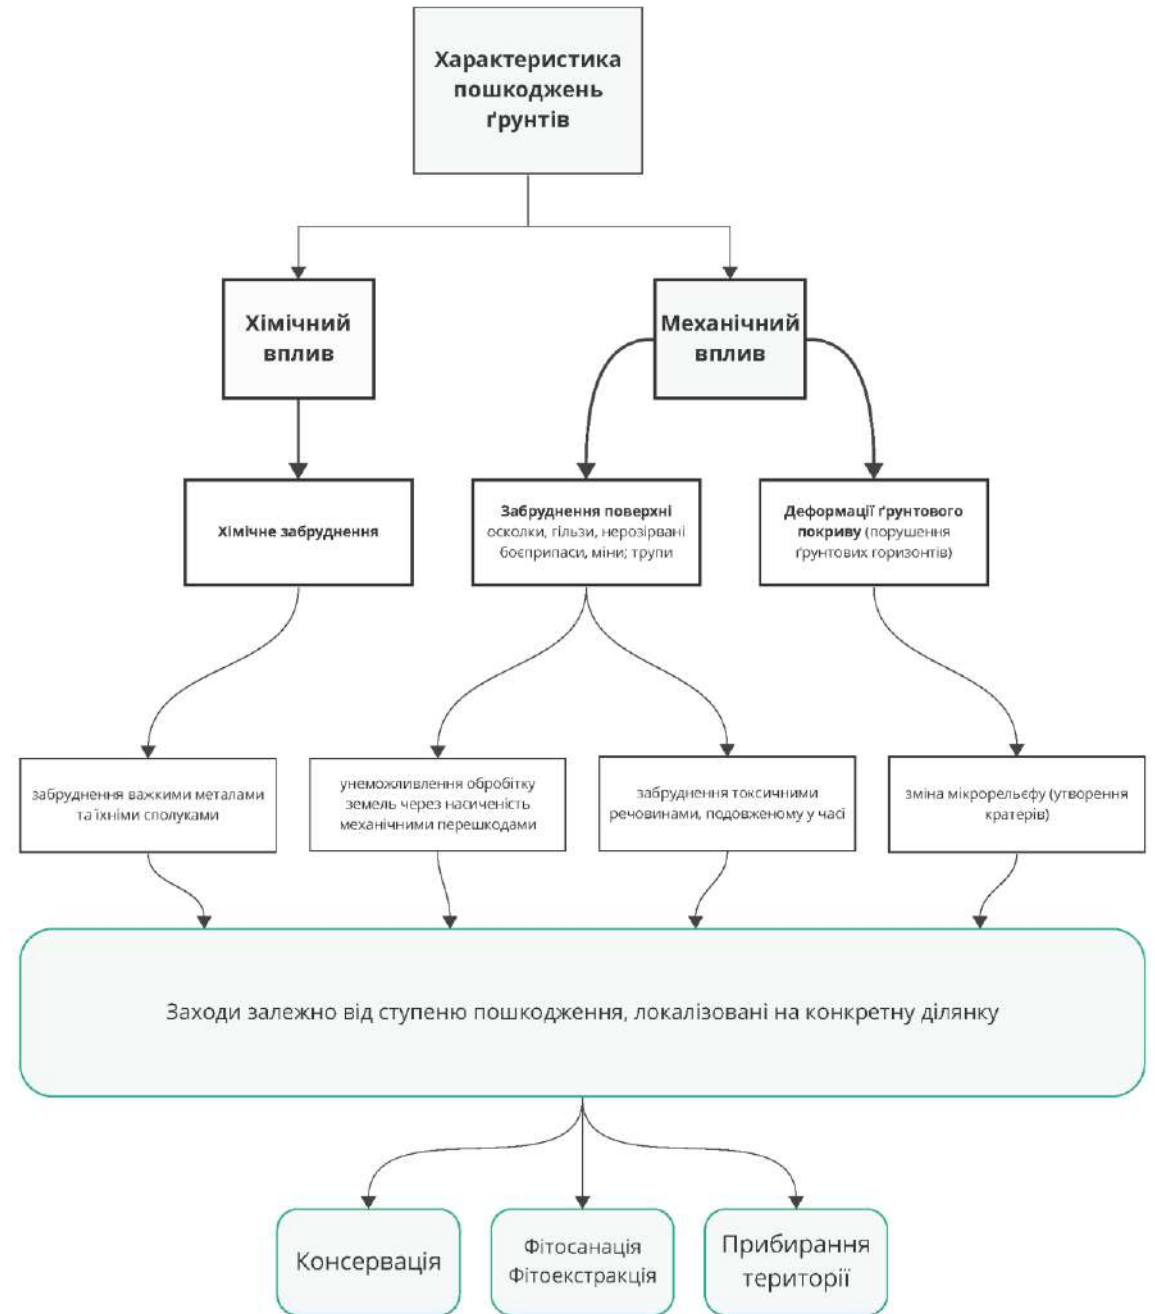 Характеристика
пошкоджень
ґрунтів
Хімічний
вплив
Механічний
вплив
Хімічне забруднення
Забруднення поверхні
осколки, гільзи, нерозірвані
боєприпаси, міни; трупи
Деформації ґрунтового
покриву (порушення
ґрунтових горизонтів)
забруднення важкими металами
та їхніми сполуками
унеможливлення обробітку
земель через насиченість
механічними перешкодами
забруднення токсичними
речовинами, подовженому у часі
зміна мікрорельєфу (утворення
кратерів)
Заходи залежно від ступеню пошкодження, локалізовані на конкретну ділянку
Консервація
Фітосанація
Фітоекстракція
Прибирання
території